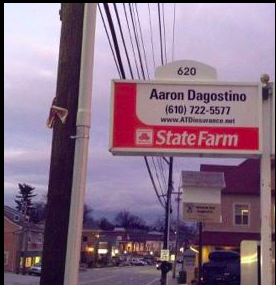 620
Aaron Dagostino
(610) 722-5577
www.ATDinsurance.net
State Farm